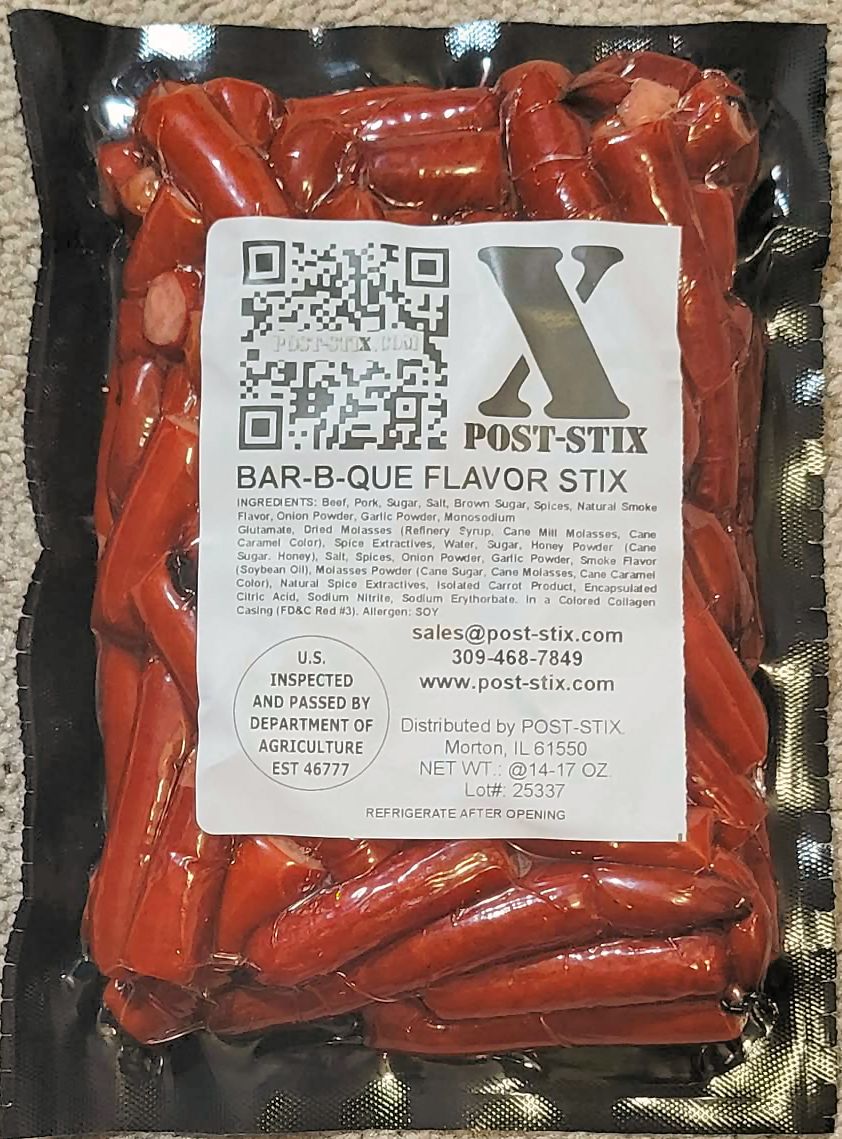 POST-STIX.COM
X
POST-STIX
BAR-B-QUE FLAVOR STIX
INGREDIENTS: Beef, Pork, Sugar, Salt, Brown Sugar, Spices, Natural Smoke
Flavor, Onion Powder, Garlic Powder, Monosodium
Glutamate, Dried Molasses (Refinery Syrup, Cane Mill Molasses, Cane
Caramel Color), Spice Extractives, Water, Sugar, Honey Powder (Cane
Sugar. Honey), Salt, Spices, Onion Powder, Garlic Powder, Smoke Flavor
(Soybean Oil), Molasses Powder (Cane Sugar, Cane Molasses, Cane Caramel
Color), Natural Spice Extractives, Isolated Carrot Product, Encapsulated
Citric Acid, Sodium Nitrite, Sodium Erythorbate. In a Colored Collagen
Casing (FD&C Red #3). Allergen: SOY
sales@post-stix.com
309-468-7849
www.post-stix.com
U.S.
INSPECTED
AND PASSED BY
DEPARTMENT OF
AGRICULTURE
EST 46777
Distributed by POST-STIX.
Morton, IL 61550
NET WT.: @14-17 OZ.
Lot#: 25337
REFRIGERATE AFTER OPENING